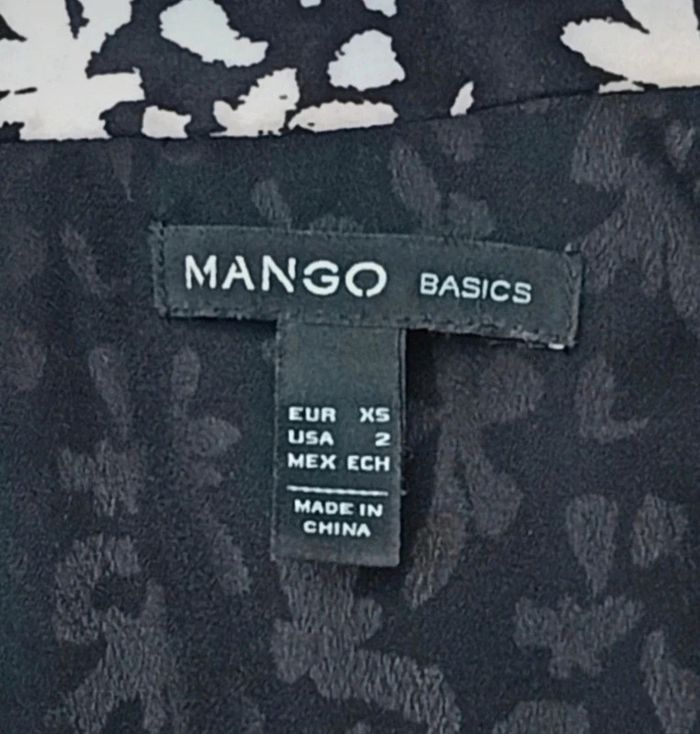 MANGO BASICS
EUR XS
USA 2
MEX ECH
MADE IN
CHINA